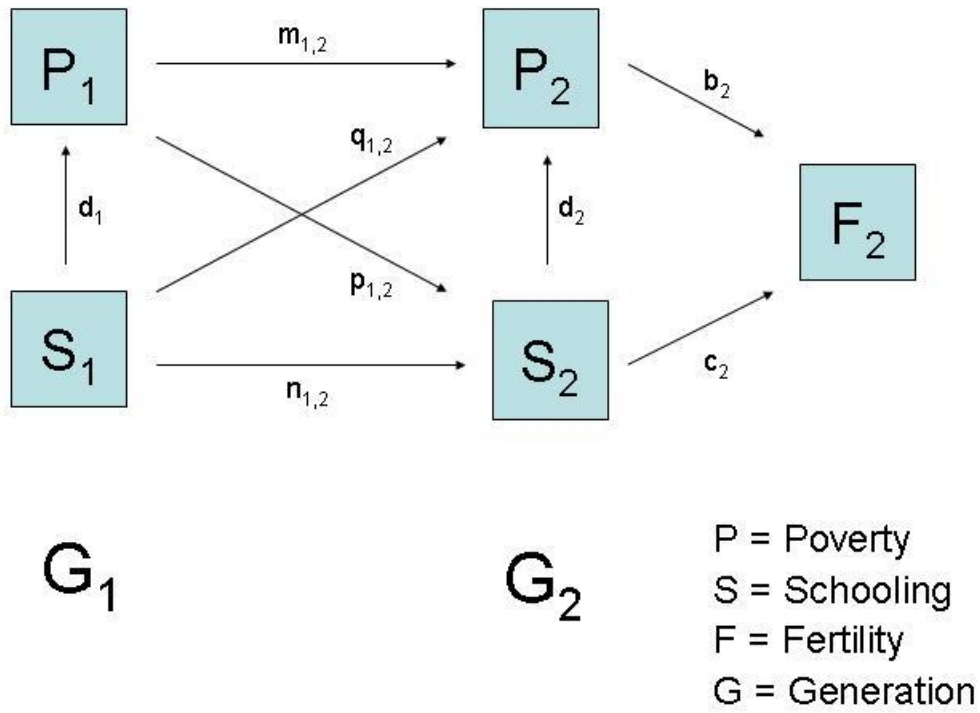 P₁
m₁,₂
P₂
b₂
q₁,₂
d₁
d₂
F₂
p₁,₂
S₁
S₂
n₁,₂
c₂
G₁
G₂
P = Poverty
S = Schooling
F = Fertility
G = Generation